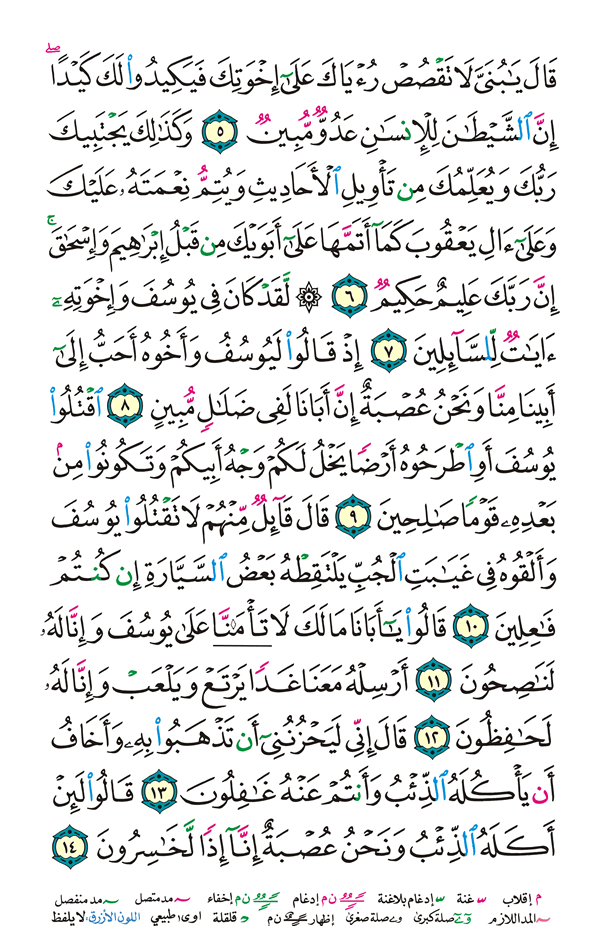 قَالَ يَٰبُنَىَّ لَا تَقْصُصْ رُءْيَاكَ عَلَىٰٓ إِخْوَتِكَ فَيَكِيدُوا۟ لَكَ كَيْدًا ۖ
إِنَّ ٱلشَّيْطَٰنَ لِلْإِنسَٰنِ عَدُوٌّ مُّبِينٌ ٥ وَكَذَٰلِكَ يَجْتَبِيكَ
رَبُّكَ وَيُعَلِّمُكَ مِن تَأْوِيلِ ٱلْأَحَادِيثِ وَيُتِمُّ نِعْمَتَهُۥ عَلَيْكَ
وَعَلَىٰٓ ءَالِ يَعْقُوبَ كَمَآ أَتَمَّهَا عَلَىٰٓ أَبَوَيْكَ مِن قَبْلُ إِبْرَٰهِيمَ وَإِسْحَٰقَ ۚ
إِنَّ رَبَّكَ عَلِيمٌ حَكِيمٌ ٦ ۞ لَّقَدْ كَانَ فِى يُوسُفَ وَإِخْوَتِهِۦٓ
ءَايَٰتٌ لِّلسَّآئِلِينَ ٧ إِذْ قَالُوا۟ لَيُوسُفُ وَأَخُوهُ أَحَبُّ إِلَىٰٓ
أَبِينَا مِنَّا وَنَحْنُ عُصْبَةٌ إِنَّ أَبَانَا لَفِى ضَلَٰلٍ مُّبِينٍ ٨ ٱقْتُلُوا۟
يُوسُفَ أَوِ ٱطْرَحُوهُ أَرْضًا يَخْلُ لَكُمْ وَجْهُ أَبِيكُمْ وَتَكُونُوا۟ مِنۢ
بَعْدِهِۦ قَوْمًا صَٰلِحِينَ ٩ قَالَ قَآئِلٌ مِّنْهُمْ لَا تَقْتُلُوا۟ يُوسُفَ
وَأَلْقُوهُ فِى غَيَٰبَتِ ٱلْجُبِّ يَلْتَقِطْهُ بَعْضُ ٱلسَّيَّارَةِ إِن كُنتُمْ
فَٰعِلِينَ ١٠ قَالُوا۟ يَٰٓأَبَانَا مَا لَكَ لَا تَأْمَ۫نَّا عَلَىٰ يُوسُفَ وَإِنَّا لَهُۥ
لَنَٰصِحُونَ ١١ أَرْسِلْهُ مَعَنَا غَدًا يَرْتَعْ وَيَلْعَبْ وَإِنَّا لَهُۥ
لَحَٰفِظُونَ ١٢ قَالَ إِنِّى لَيَحْزُنُنِىٓ أَن تَذْهَبُوا۟ بِهِۦ وَأَخَافُ
أَن يَأْكُلَهُ ٱلذِّئْبُ وَأَنتُمْ عَنْهُ غَٰفِلُونَ ١٣ قَالُوا۟ لَئِنْ
أَكَلَهُ ٱلذِّئْبُ وَنَحْنُ عُصْبَةٌ إِنَّآ إِذًا لَّخَٰسِرُونَ ١٤
م إقلاب غنة إدغام بلاغنة ن م إدغام ن م إخفاء مد متصل مد منفصل
المد اللازم صلة كبرى صلة صغرى إظهار ن م قلقلة اوى طبيعي اللون الأزرق: لا يلفظ